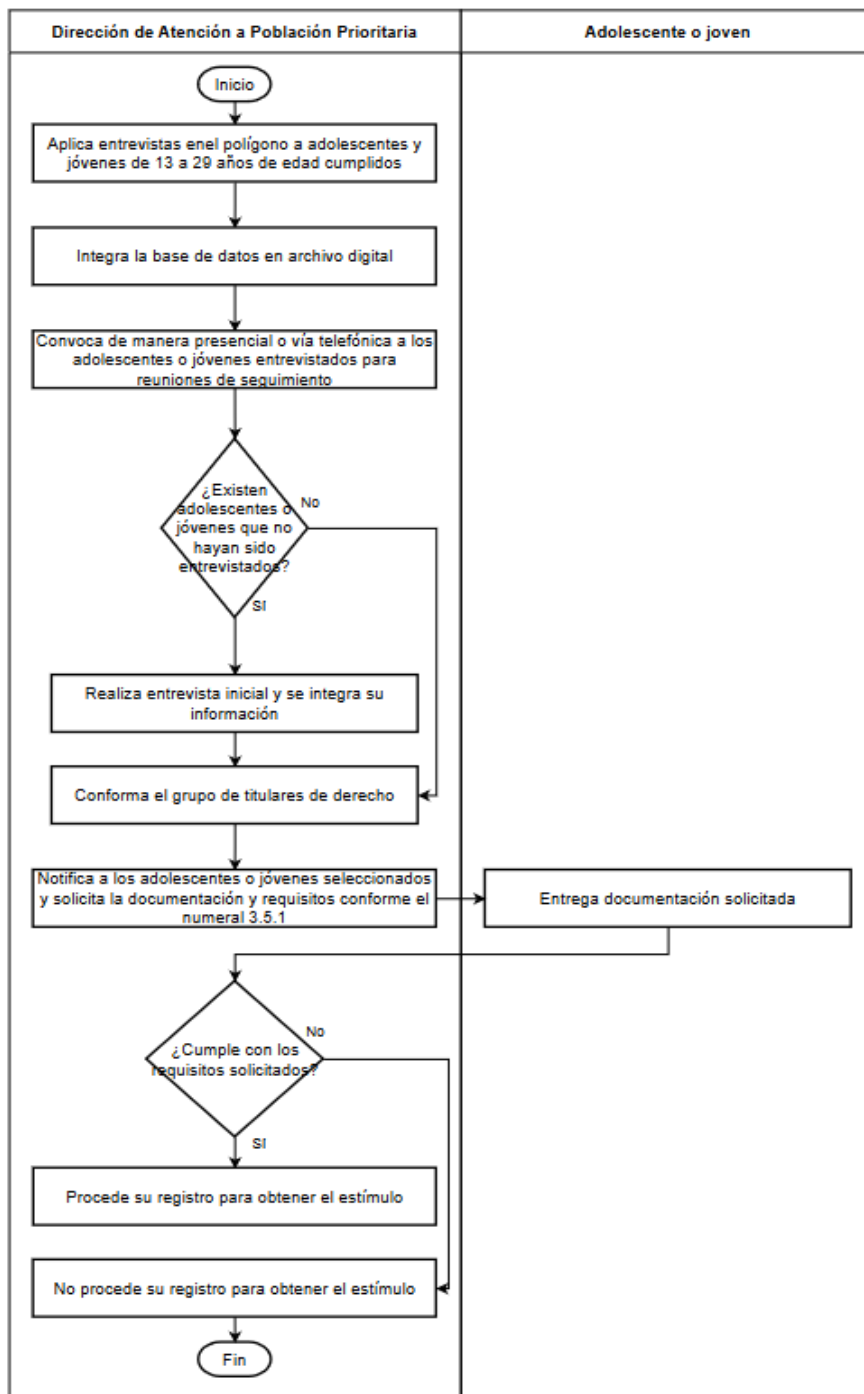 Dirección de Atención a Población Prioritaria
Adolescente o joven
Inicio
Aplica entrevistas enel polígono a adolescentes y
jóvenes de 13 a 29 años de edad cumplidos
Integra la base de datos en archivo digital
Convoca de manera presencial o vía telefónica a los
adolescentes o jóvenes entrevistados para
reuniones de seguimiento
¿Existen
adolescentes o
jóvenes que no
hayan sido
entrevistados?
No
Sí
Realiza entrevista inicial y se integra su
información
Conforma el grupo de titulares de derecho
Notifica a los adolescentes o jóvenes seleccionados
y solicita la documentación y requisitos conforme el
numeral 3.5.1
Entrega documentación solicitada
¿Cumple con los
requisitos solicitados?
No
Sí
Procede su registro para obtener el estímulo
No procede su registro para obtener el estímulo
Fin